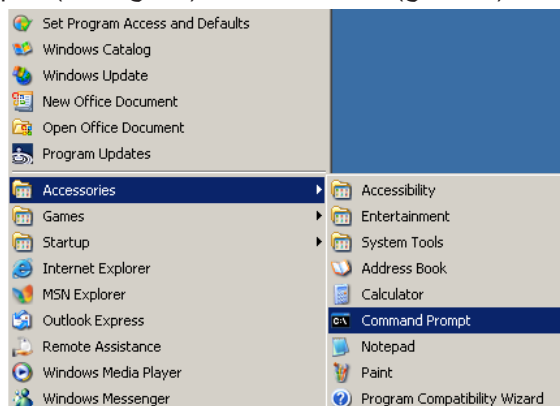 Set Program Access and Defaults
Windows Catalog
Windows Update
New Office Document
Open Office Document
Program Updates
Accessories
Games
Startup
Internet Explorer
MSN Explorer
Outlook Express
Remote Assistance
Windows Media Player
Windows Messenger
Accessibility
Entertainment
System Tools
Address Book
Calculator
C:\ Command Prompt
Notepad
Paint
Program Compatibility Wizard